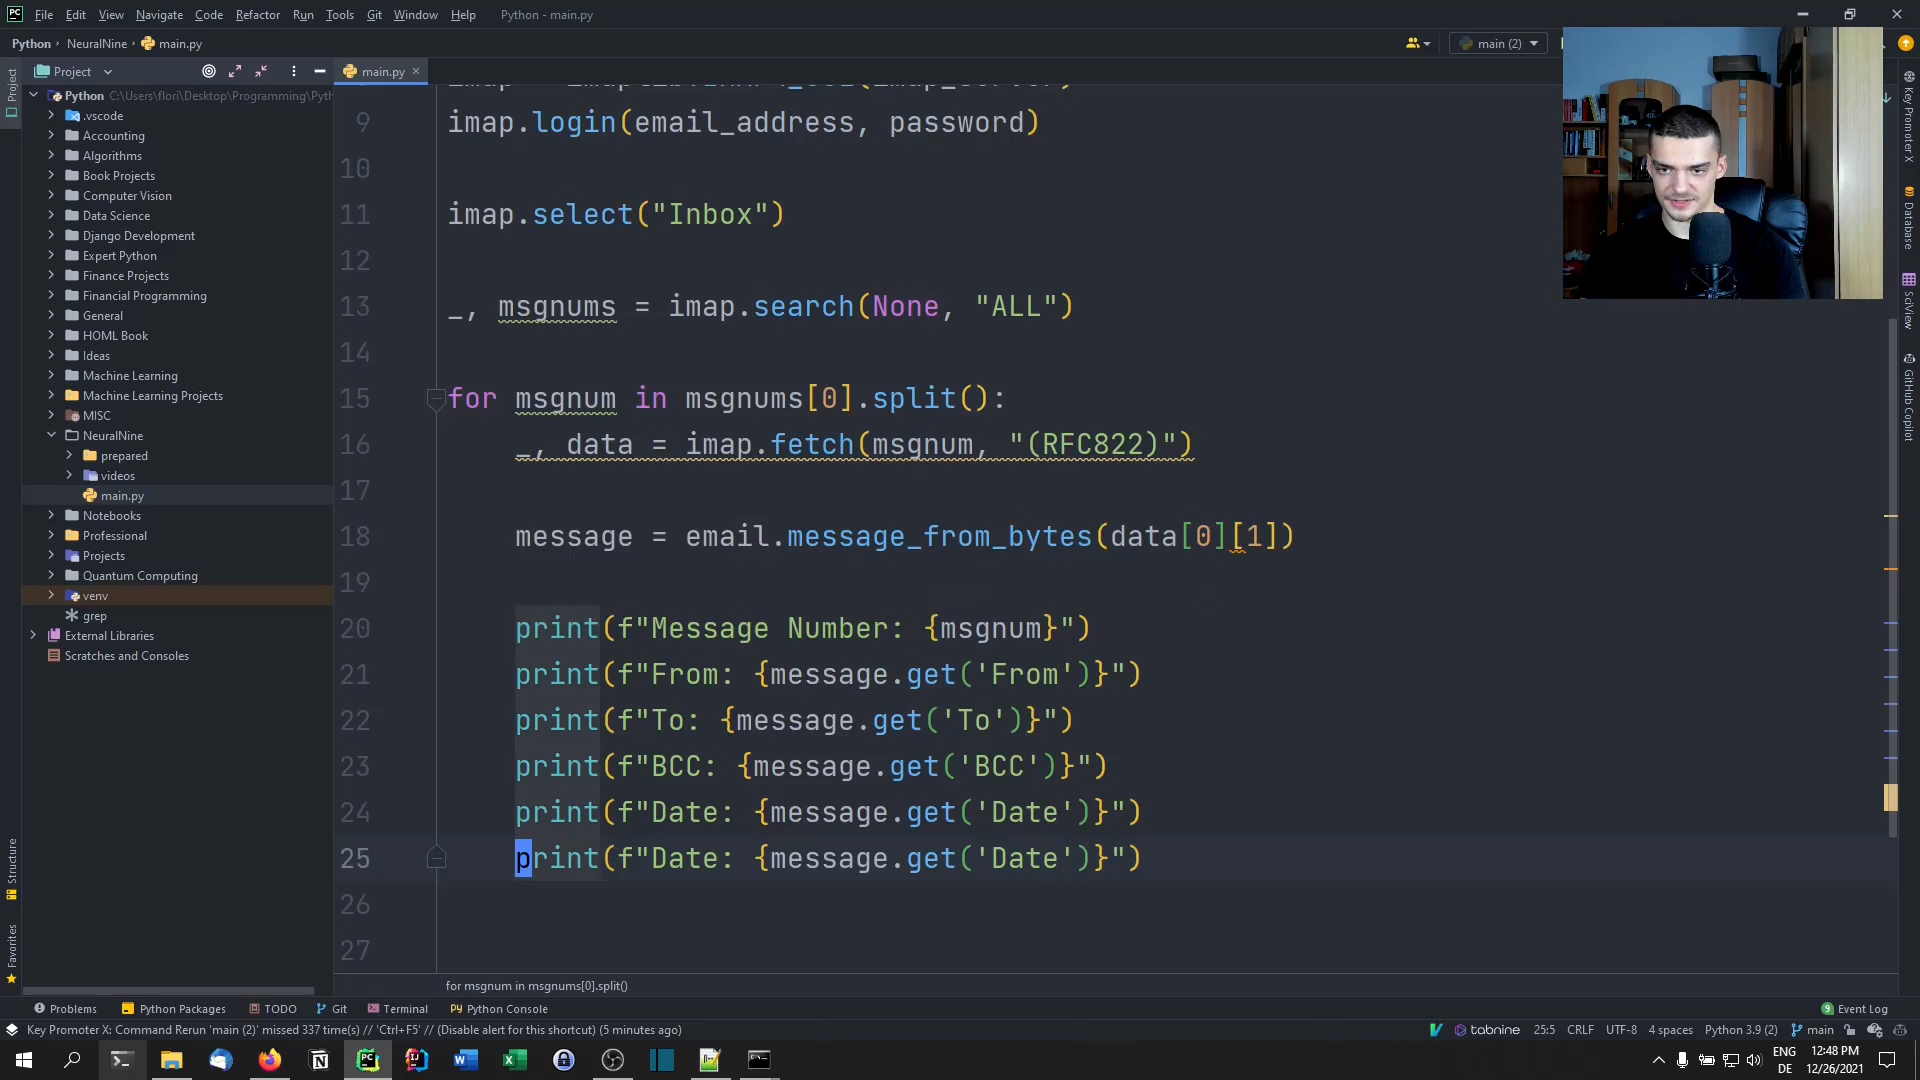 File Edit View Navigate Code Refactor Run Tools Git Window Help Python - main.py
Python NeuralNine main.py
main (2)
Project
main.py
Python C:\Users\flori\Desktop\Programming\Pyth
.vscode
Accounting
Algorithms
Book Projects
Computer Vision
Data Science
Django Development
Expert Python
Finance Projects
Financial Programming
General
HOML Book
Ideas
Machine Learning
Machine Learning Projects
MISC
NeuralNine
prepared
videos
main.py
Notebooks
Professional
Projects
Quantum Computing
venv
grep
External Libraries
Scratches and Consoles
Project
Structure
Favorites
9 imap.login(email_address, password)
10
11 imap.select("Inbox")
12
13 _, msgnums = imap.search(None, "ALL")
14
15 for msgnum in msgnums[0].split():
16 _, data = imap.fetch(msgnum, "(RFC822)")
17
18 message = email.message_from_bytes(data[0][1])
19
20 print(f"Message Number: {msgnum}")
21 print(f"From: {message.get('From')}")
22 print(f"To: {message.get('To')}")
23 print(f"BCC: {message.get('BCC')}")
24 print(f"Date: {message.get('Date')}")
25 print(f"Date: {message.get('Date')}")
26
27
for msgnum in msgnums[0].split()
Key Promoter X
Database
SciView
GitHub Copilot
Problems Python Packages TODO Git Terminal Python Console
9 Event Log
Key Promoter X: Command Rerun 'main (2)' missed 337 time(s) // 'Ctrl+F5' // (Disable alert for this shortcut) (5 minutes ago)
tabnine 25:5 CRLF UTF-8 4 spaces Python 3.9 (2) main
ENG
DE
12:48 PM
12/26/2021